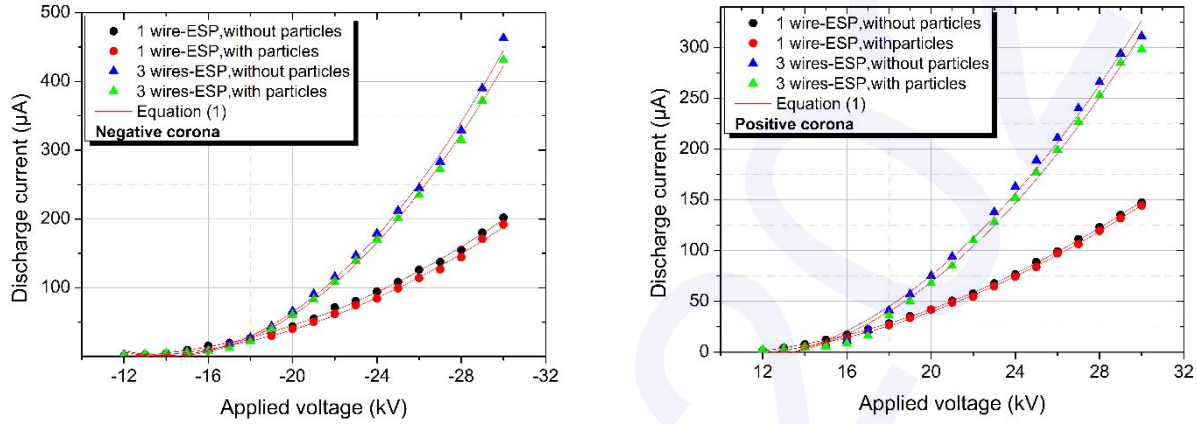 500
1 wire-ESP,without particles
1 wire-ESP,with particles
3 wires-ESP,without particles
3 wires-ESP,with particles
Equation (1)
Negative corona
400
300
200
100
Discharge current (µA)
-12 -16 -20 -24 -28 -32
Applied voltage (kV)
1 wire-ESP,without particles
1 wire-ESP,withparticles
3 wires-ESP,without particles
3 wires-ESP,with particles
Equation (1)
Positive corona
300
250
200
150
100
50
0
Discharge current (µA)
8 12 16 20 24 28 32
Applied voltage (kV)